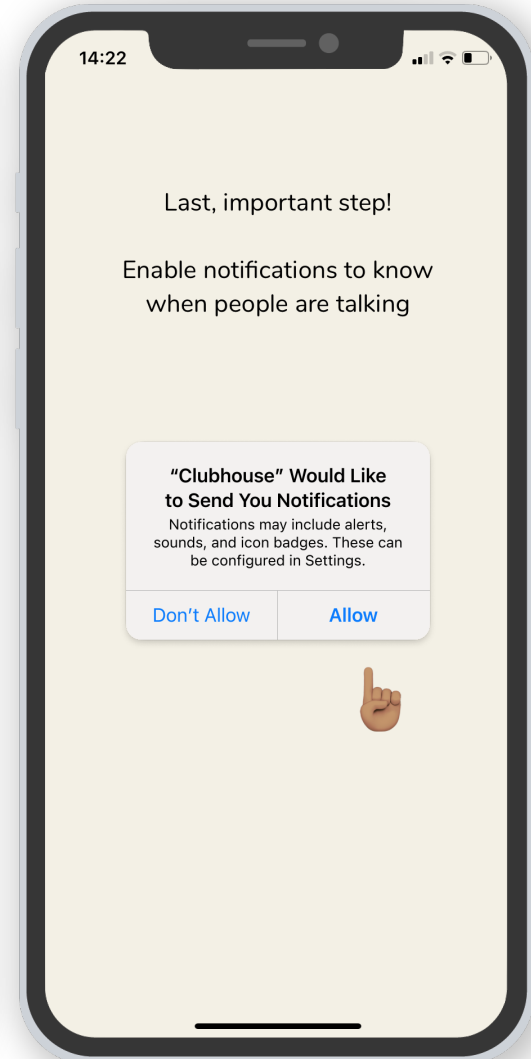 14:22
Last, important step!
Enable notifications to know
when people are talking
“Clubhouse” Would Like
to Send You Notifications
Notifications may include alerts,
sounds, and icon badges. These can
be configured in Settings.
Don’t Allow
Allow